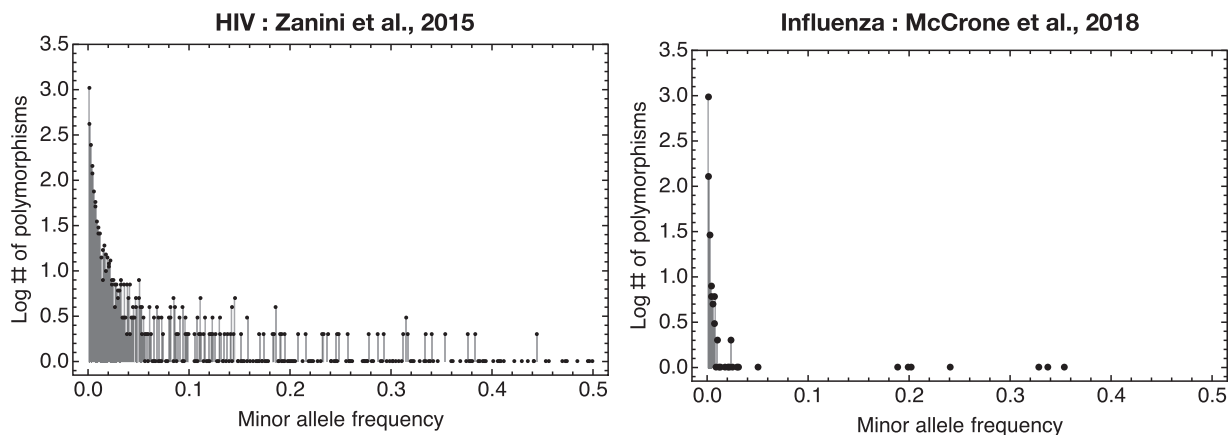 HIV : Zanini et al., 2015
3.5
3.0
2.5
2.0
1.5
1.0
0.5
0.0
Log # of polymorphisms
0.0 0.1 0.2 0.3 0.4 0.5
Minor allele frequency
Influenza : McCrone et al., 2018
3.5
3.0
2.5
2.0
1.5
1.0
0.5
0.0
Log # of polymorphisms
0.0 0.1 0.2 0.3 0.4 0.5
Minor allele frequency